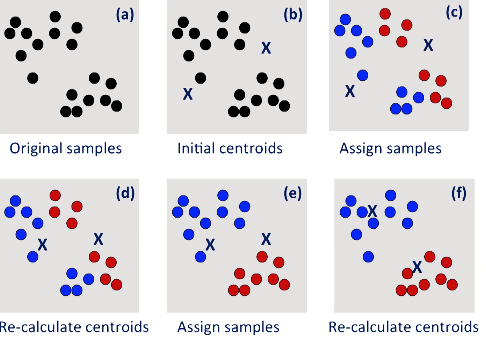 (a)
(b)
X
X
(c)
X
X
Original samples
Initial centroids
Assign samples
(d)
X
X
(e)
X
X
(f)
X
X
Re-calculate centroids
Assign samples
Re-calculate centroids